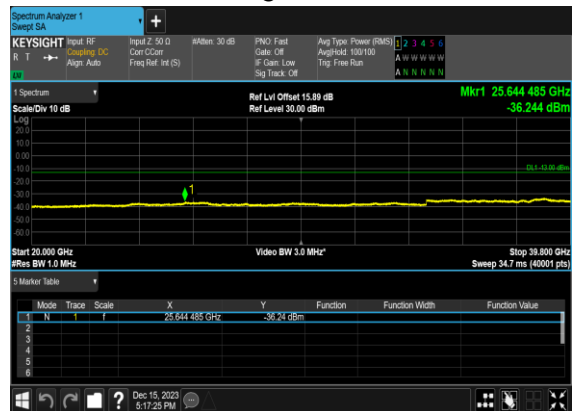 Spectrum Analyzer 1
Swept SA
+
KEYSIGHT Input: RF Input Z: 50 Ω #Atten: 30 dB PNO: Fast Avg Type: Power (RMS) 1 2 3 4 5 6
R T Coupling: DC Corr CCorr Gate: Off Avg|Hold: 100/100 A W W W W W
Align: Auto Freq Ref: Int (S) IF Gain: Low Trig: Free Run
Sig Track: Off A N N N N N
1 Spectrum
Ref Lvl Offset 15.89 dB Mkr1 25.644 485 GHz
Scale/Div 10 dB Ref Level 30.00 dBm -36.244 dBm
Log
20.0
10.0
0.00
-10.0
DL1 -13.00 dBm
-20.0
-30.0
1
-40.0
-50.0
-60.0
Start 20.000 GHz Video BW 3.0 MHz* Stop 39.800 GHz
#Res BW 1.0 MHz Sweep 34.7 ms (40001 pts)
5 Marker Table
Mode Trace Scale X Y Function Function Width Function Value
1 N 1 f 25.644 485 GHz -36.24 dBm
2
3
4
5
6
? Dec 15, 2023
5:17:25 PM